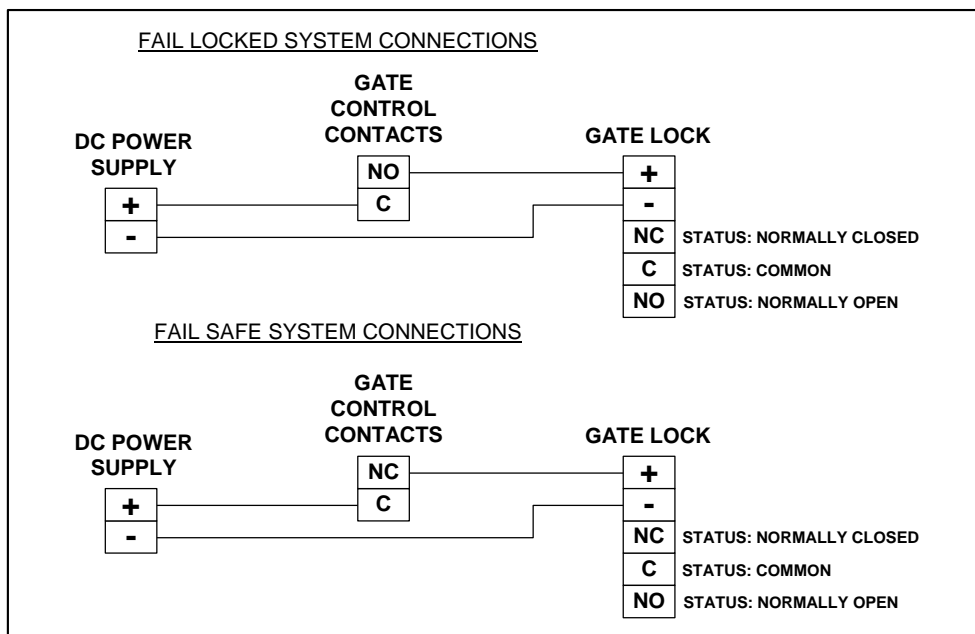 FAIL LOCKED SYSTEM CONNECTIONS
GATE
CONTROL
CONTACTS
DC POWER
SUPPLY
GATE LOCK
NO
+
+
C
-
-
NC STATUS: NORMALLY CLOSED
C STATUS: COMMON
NO STATUS: NORMALLY OPEN
FAIL SAFE SYSTEM CONNECTIONS
GATE
CONTROL
CONTACTS
DC POWER
SUPPLY
GATE LOCK
NC
+
+
C
-
-
NC STATUS: NORMALLY CLOSED
C STATUS: COMMON
NO STATUS: NORMALLY OPEN